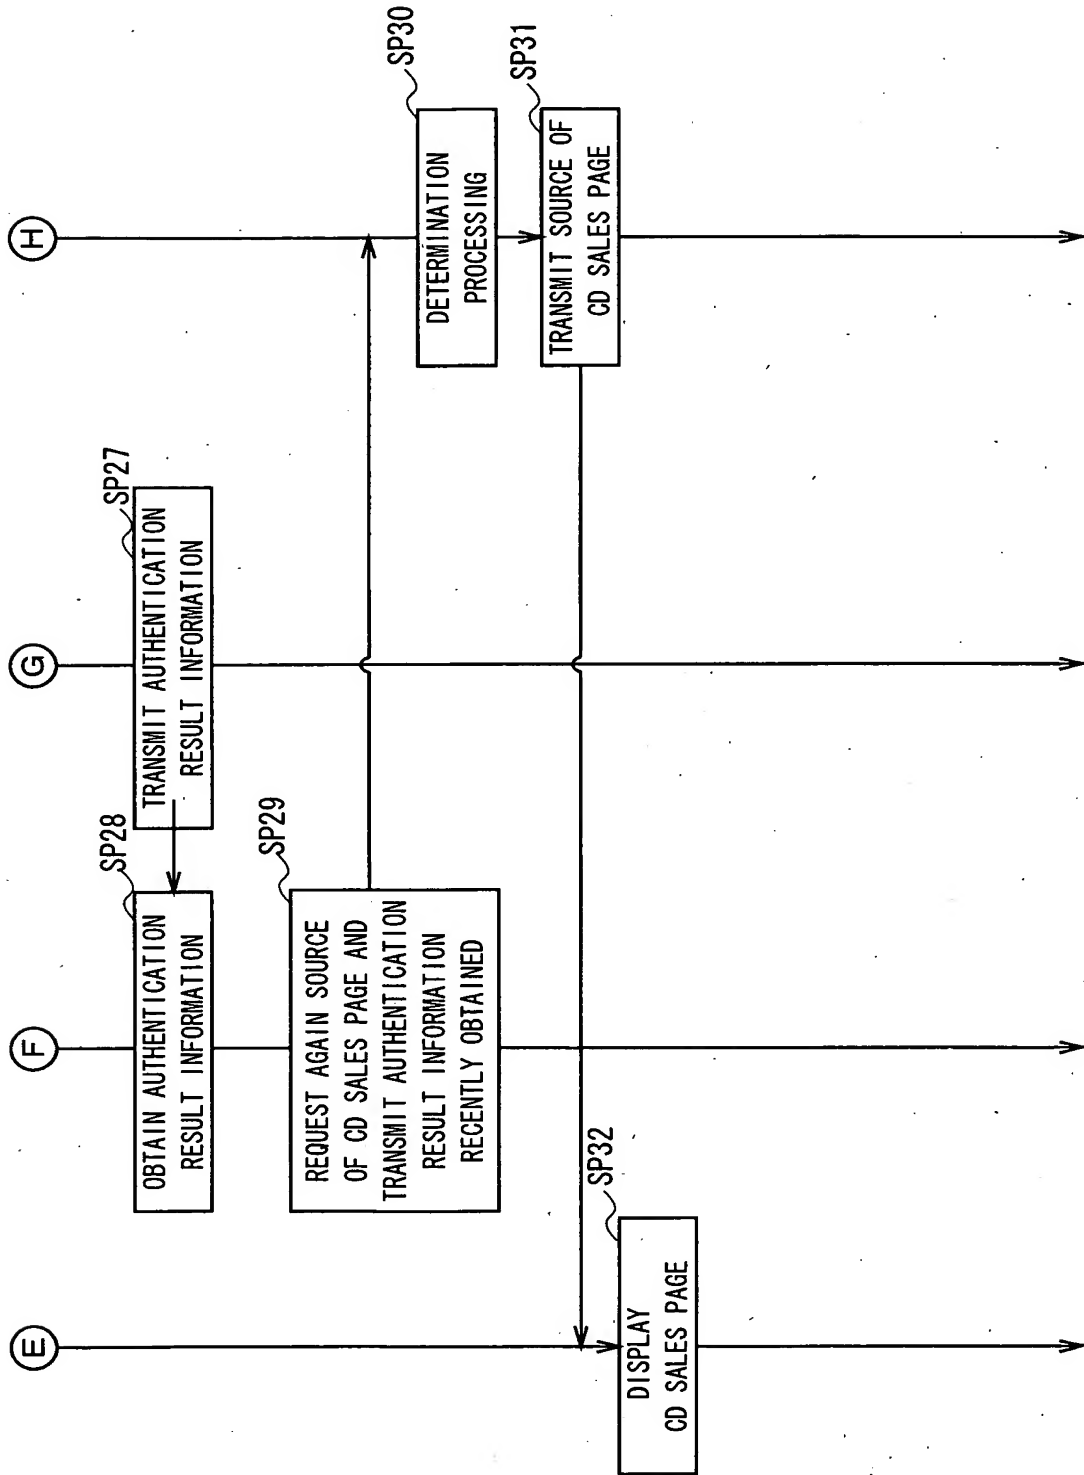 E
F
G
H
SP27
TRANSMIT AUTHENTICATION
RESULT INFORMATION
SP28
OBTAIN AUTHENTICATION
RESULT INFORMATION
SP29
REQUEST AGAIN SOURCE
OF CD SALES PAGE AND
TRANSMIT AUTHENTICATION
RESULT INFORMATION
RECENTLY OBTAINED
SP30
DETERMINATION
PROCESSING
SP31
TRANSMIT SOURCE OF
CD SALES PAGE
SP32
DISPLAY
CD SALES PAGE